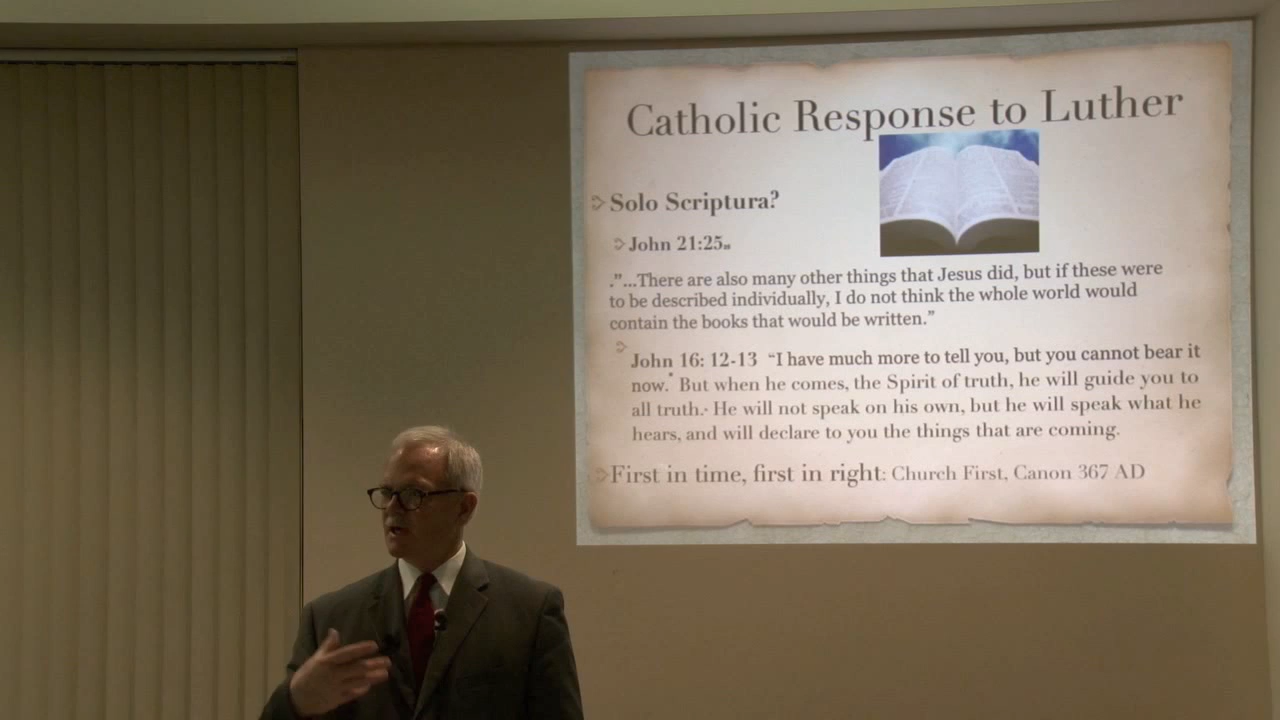 Catholic Response to Luther
Solo Scriptura?
John 21:25
."...There are also many other things that Jesus did, but if these were
to be described individually, I do not think the whole world would
contain the books that would be written."
John 16: 12-13 "I have much more to tell you, but you cannot bear it
now.* But when he comes, the Spirit of truth, he will guide you to
all truth. He will not speak on his own, but he will speak what he
hears, and will declare to you the things that are coming.
First in time, first in right: Church First, Canon 367 AD